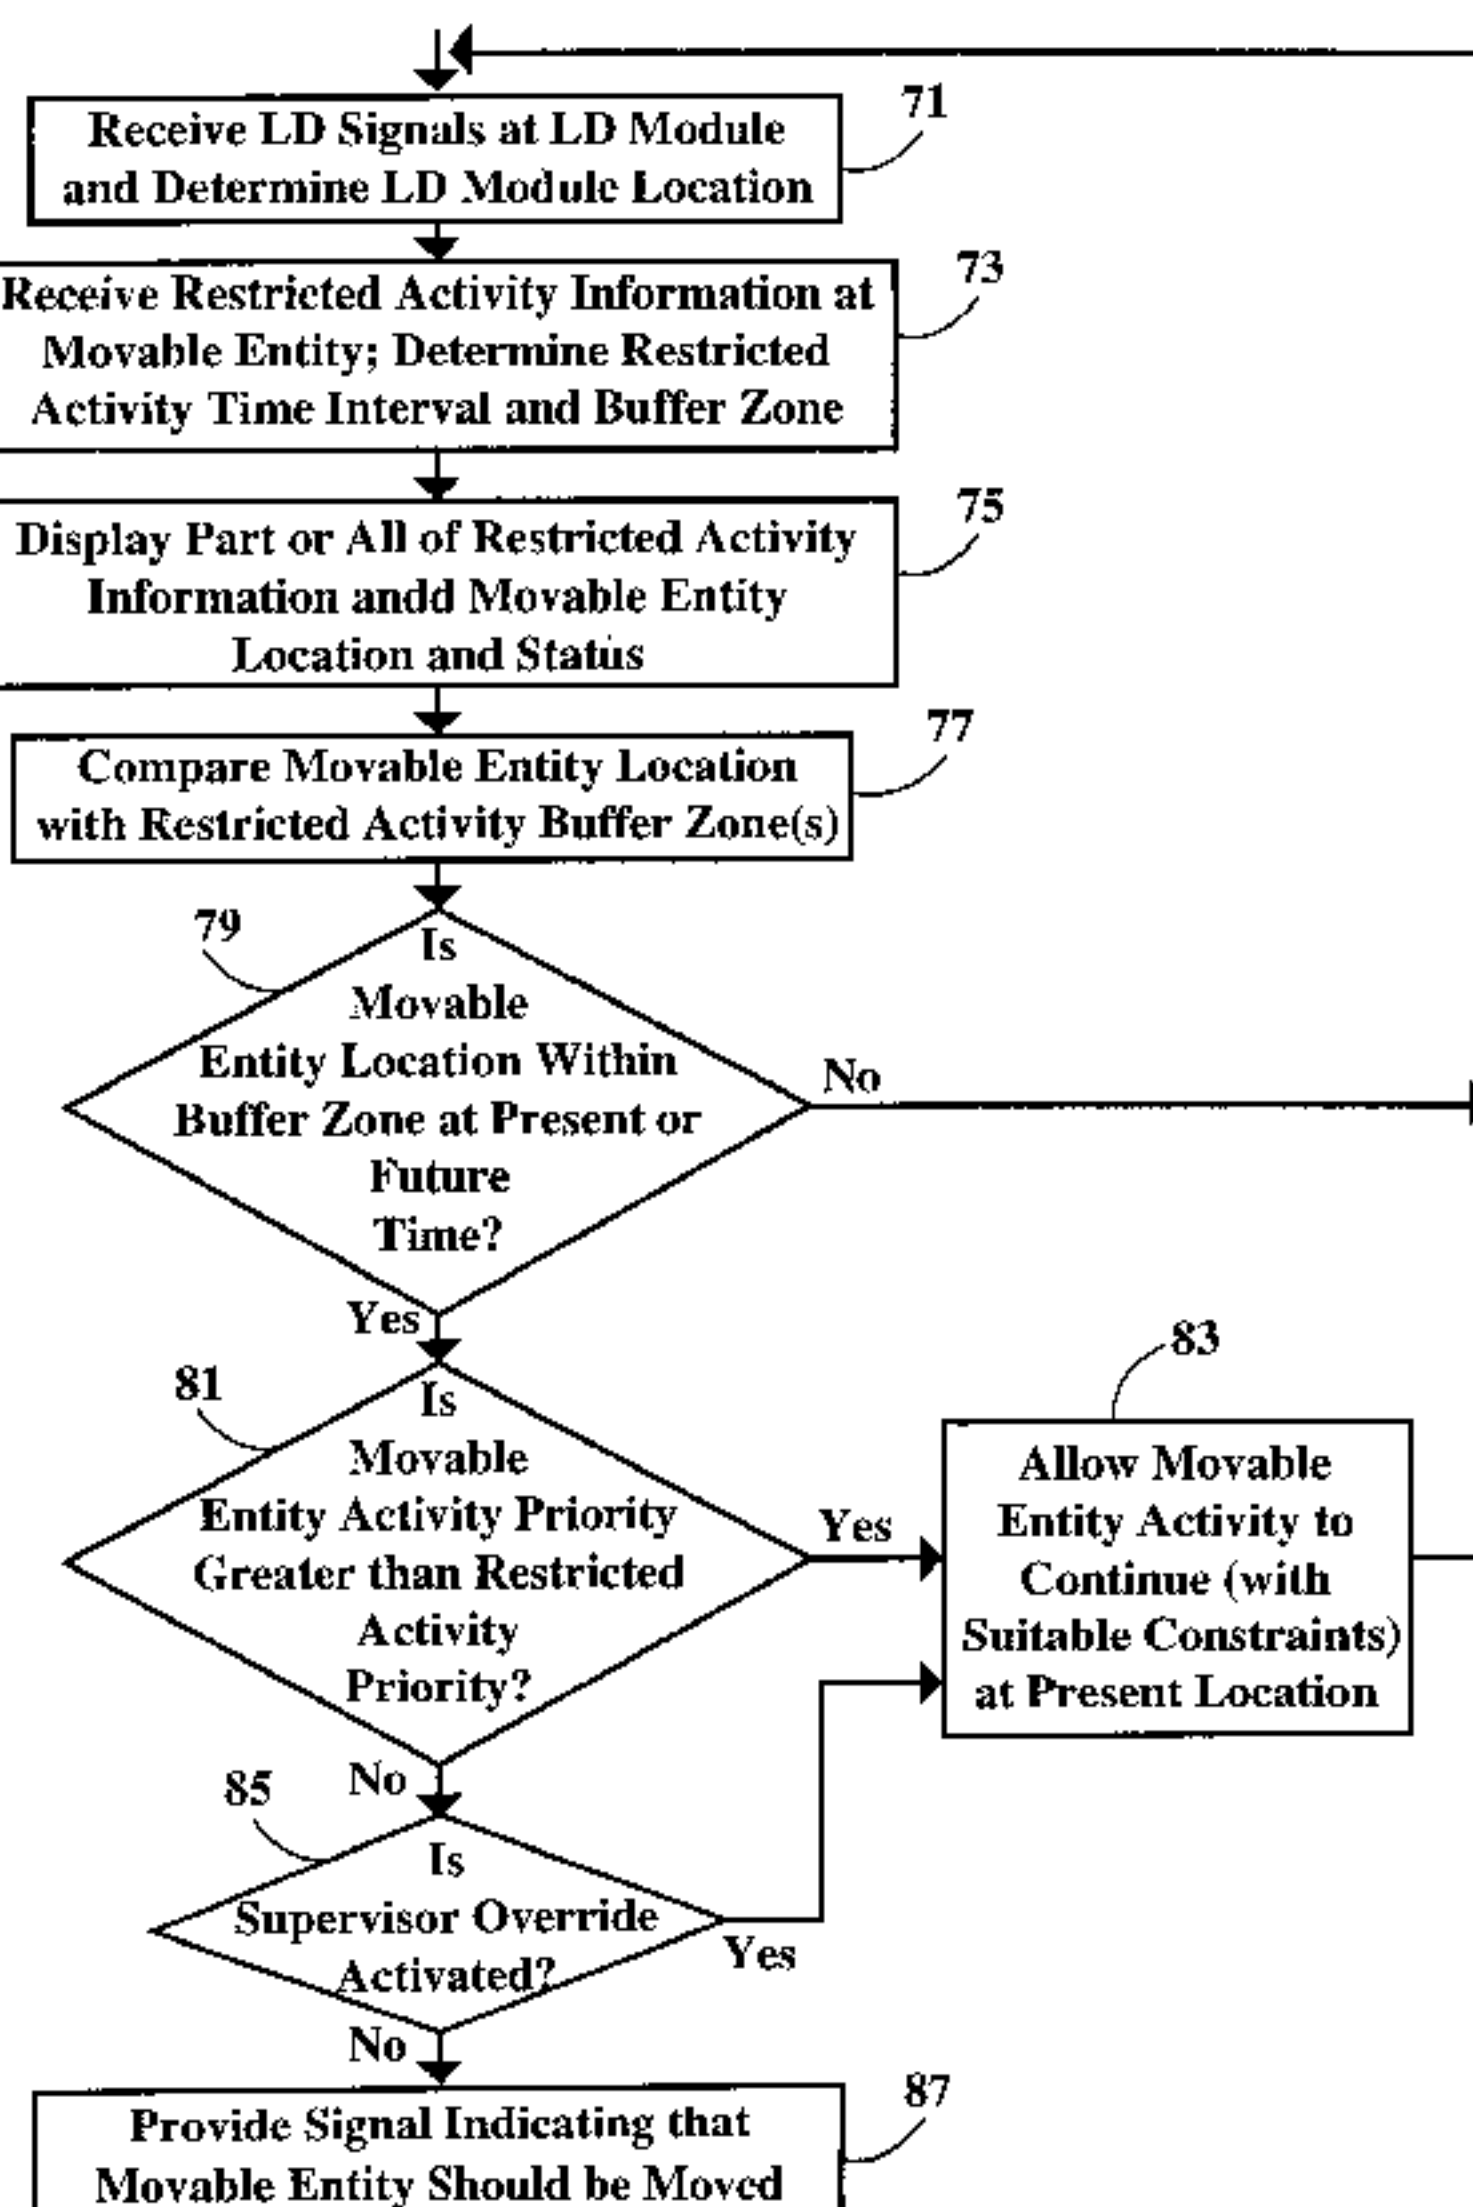 71
Receive LD Signals at LD Module
and Determine LD Module Location
73
Receive Restricted Activity Information at
Movable Entity; Determine Restricted
Activity Time Interval and Buffer Zone
75
Display Part or All of Restricted Activity
Information andd Movable Entity
Location and Status
77
Compare Movable Entity Location
with Restricted Activity Buffer Zone(s)
79
Is
Movable
Entity Location Within
Buffer Zone at Present or
Future
Time?
No
Yes
81
Is
Movable
Entity Activity Priority
Greater than Restricted
Activity
Priority?
Yes
83
Allow Movable
Entity Activity to
Continue (with
Suitable Constraints)
at Present Location
No
85
Is
Supervisor Override
Activated?
Yes
No
87
Provide Signal Indicating that
Movable Entity Should be Moved